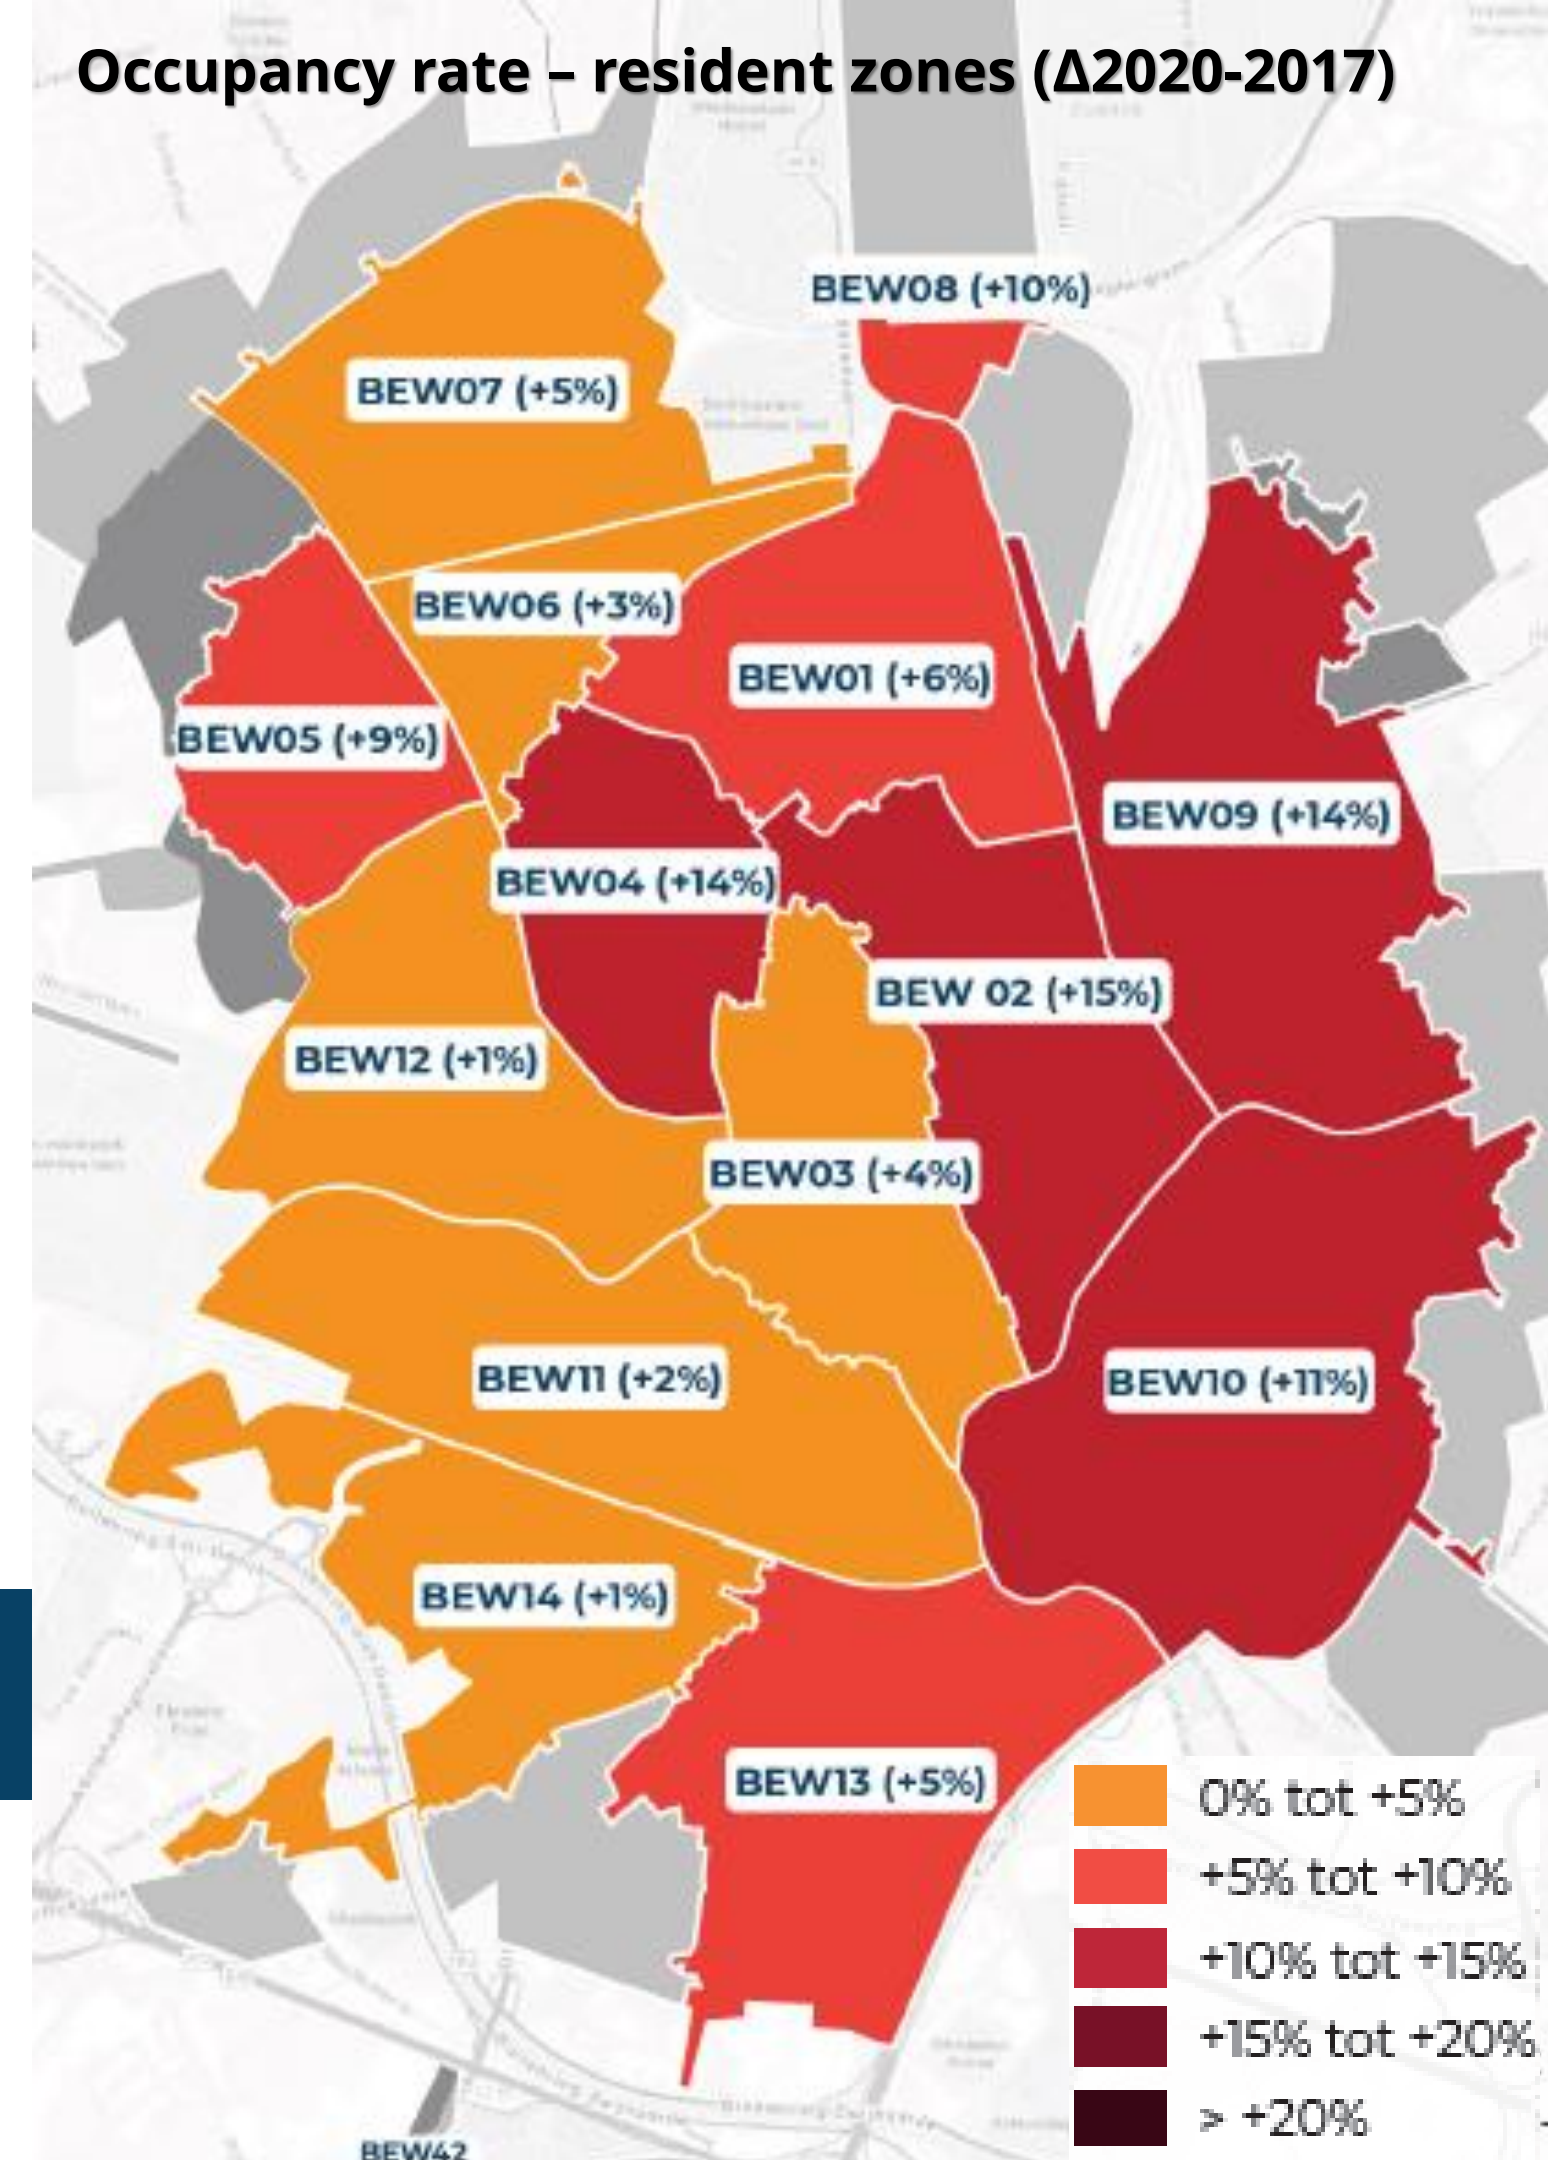 Occupancy rate – resident zones (Δ2020-2017)
BEW08 (+10%)
BEW07 (+5%)
BEW06 (+3%)
BEW01 (+6%)
BEW05 (+9%)
BEW09 (+14%)
BEW04 (+14%)
BEW 02 (+15%)
BEW12 (+1%)
BEW03 (+4%)
BEW11 (+2%)
BEW10 (+11%)
BEW14 (+1%)
BEW13 (+5%)
0% tot +5%
+5% tot +10%
+10% tot +15%
+15% tot +20%
> +20%
BEW42